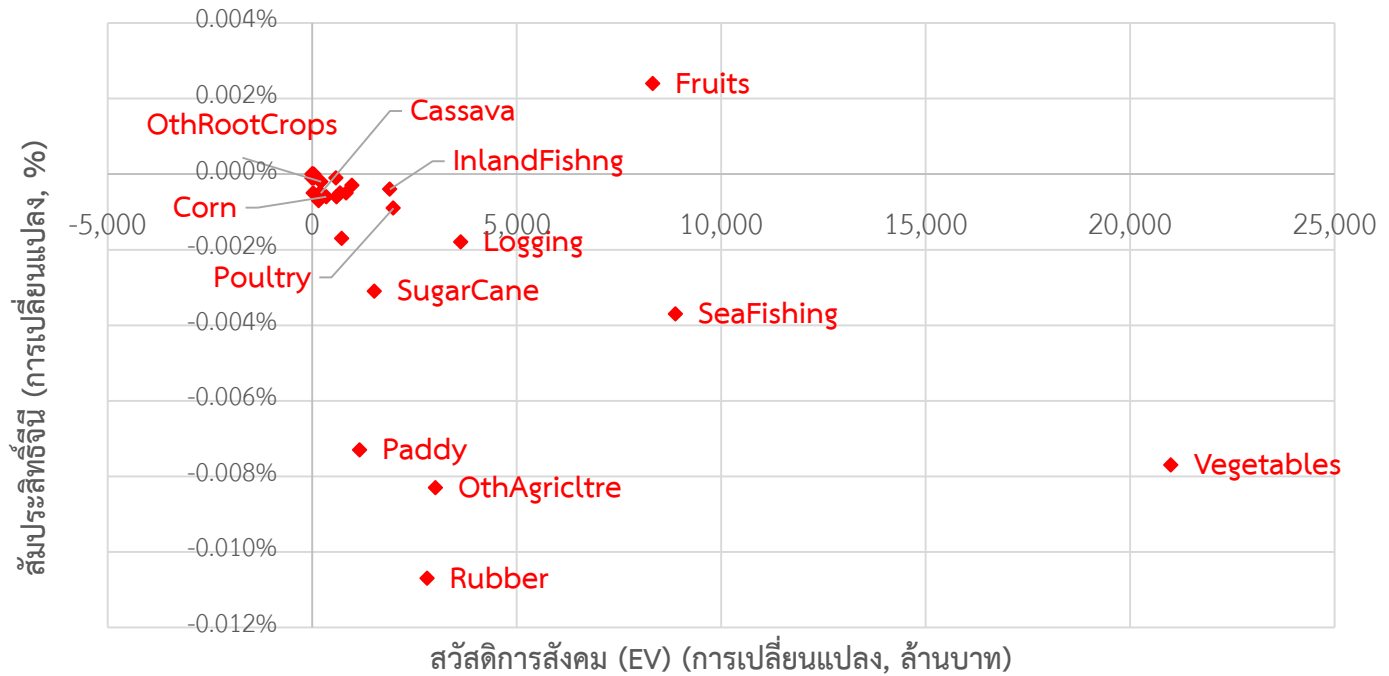 0.004%
Fruits
0.002%
Cassava
OthRootCrops
InlandFishng
0.000%
Corn
-5,000
0
5,000
10,000
15,000
20,000
25,000
-0.002%
Logging
Poultry
SugarCane
SeaFishing
-0.004%
-0.006%
Paddy
Vegetables
-0.008%
OthAgricltre
-0.010%
Rubber
-0.012%
สัมประสิทธิ์จีนี (การเปลี่ยนแปลง, %)
สวัสดิการสังคม (EV) (การเปลี่ยนแปลง, ล้านบาท)